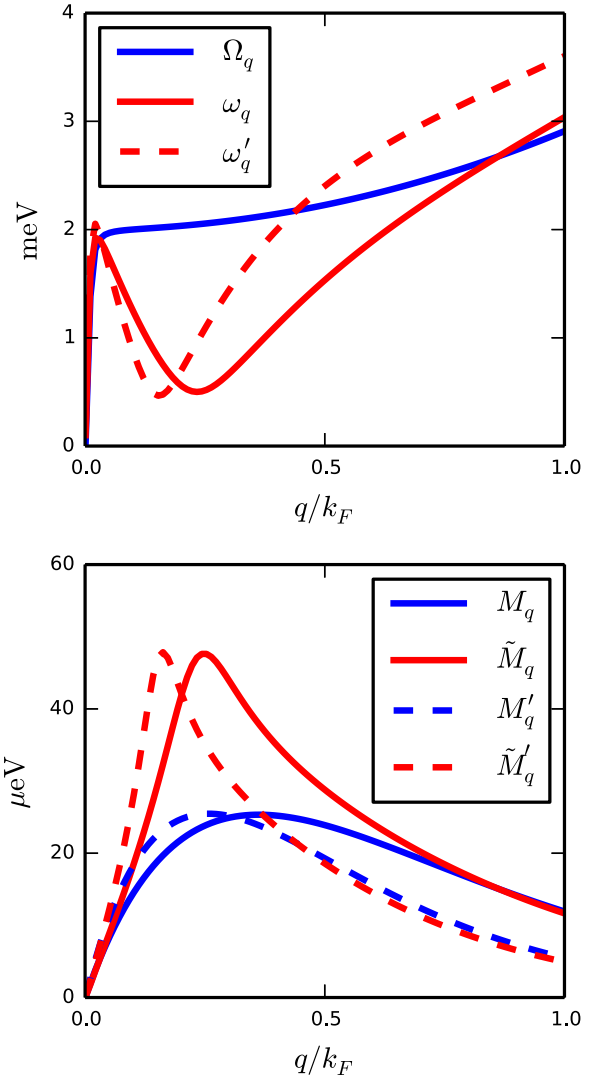 4
3
2
1
0
meV
Ω_q
ω_q
ω′_q
0.0 0.5 1.0
q/k_F
60
40
20
0
μeV
M_q
M̃_q
M′_q
M̃′_q
0.0 0.5 1.0
q/k_F